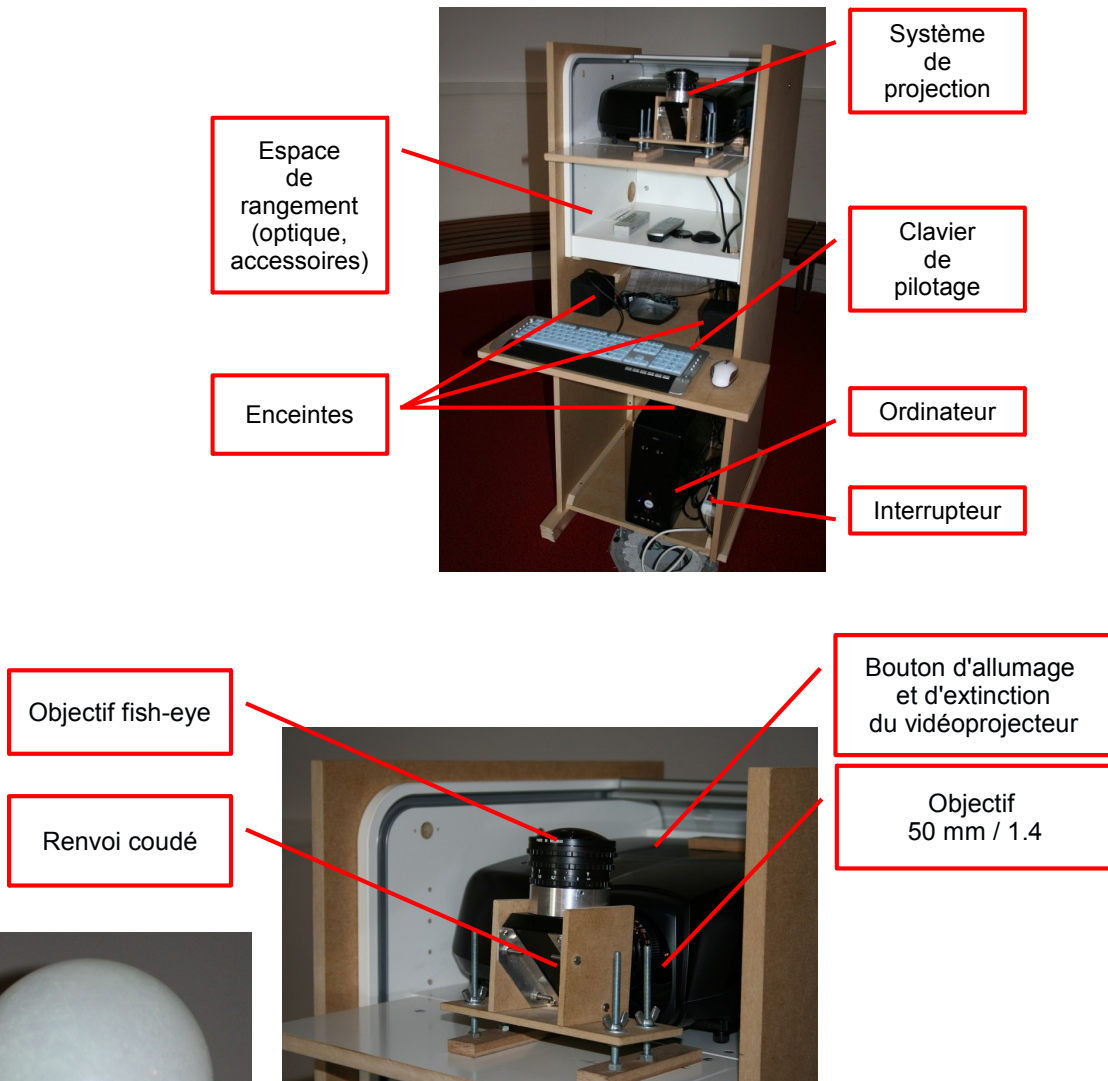 Système
de
projection
Espace
de
rangement
(optique,
accessoires)
Clavier
de
pilotage
Enceintes
Ordinateur
Interrupteur
Bouton d'allumage
et d'extinction
du vidéoprojecteur
Objectif fish-eye
Objectif
50 mm / 1.4
Renvoi coudé